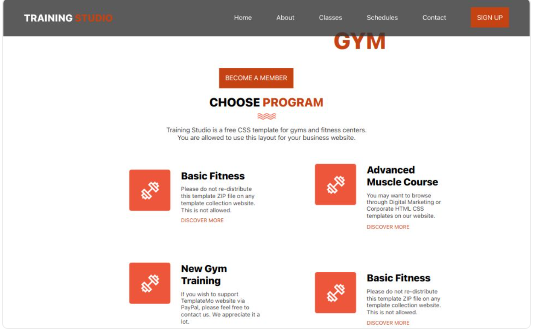 TRAINING STUDIO
Home
About
Classes
Schedules
Contact
SIGN UP
GYM
BECOME A MEMBER
CHOOSE PROGRAM
Training Studio is a free CSS template for gyms and fitness centers.
You are allowed to use this layout for your business website.
Basic Fitness
Please do not re-distribute
this template ZIP file on any
template collection website.
This is not allowed.
DISCOVER MORE
Advanced
Muscle Course
You may want to browse
through Digital Marketing or
Corporate HTML CSS
templates on our website.
DISCOVER MORE
New Gym
Training
If you wish to support
TemplateMo website via
PayPal, please feel free to
contact us. We appreciate it a
lot.
Basic Fitness
Please do not re-distribute
this template ZIP file on any
template collection website.
This is not allowed.
DISCOVER MORE